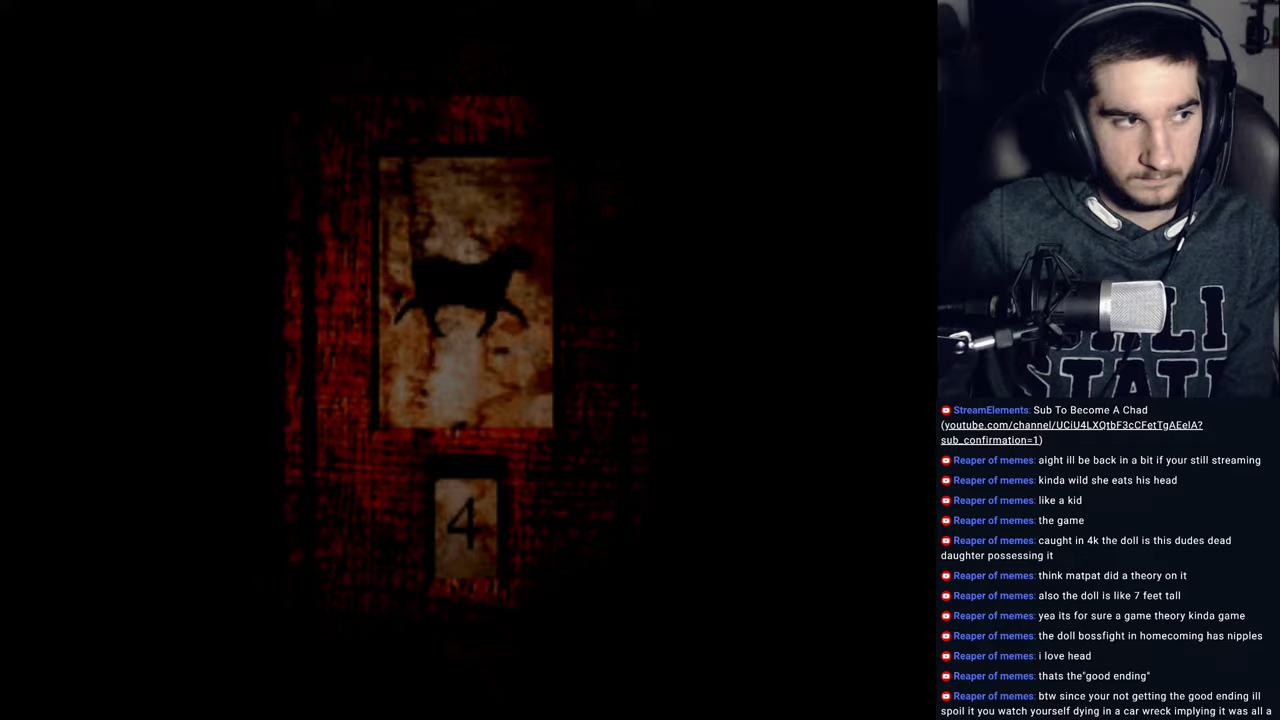 4
StreamElements: Sub To Become A Chad
(youtube.com/channel/UCiU4LXQtbF3cCFetTgAEelA?
sub_confirmation=1)
Reaper of memes: aight ill be back in a bit if your still streaming
Reaper of memes: kinda wild she eats his head
Reaper of memes: like a kid
Reaper of memes: the game
Reaper of memes: caught in 4k the doll is this dudes dead
daughter possessing it
Reaper of memes: think matpat did a theory on it
Reaper of memes: also the doll is like 7 feet tall
Reaper of memes: yea its for sure a game theory kinda game
Reaper of memes: the doll bossfight in homecoming has nipples
Reaper of memes: i love head
Reaper of memes: thats the"good ending"
Reaper of memes: btw since your not getting the good ending ill
spoil it you watch yourself dying in a car wreck implying it was all a